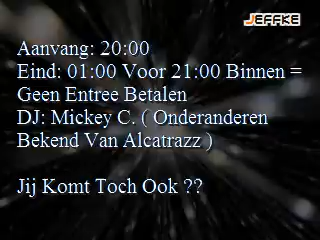 JEFFKE
Aanvang: 20:00
Eind: 01:00 Voor 21:00 Binnen =
Geen Entree Betalen
DJ: Mickey C. ( Onderanderen
Bekend Van Alcatrazz )
Jij Komt Toch Ook ??